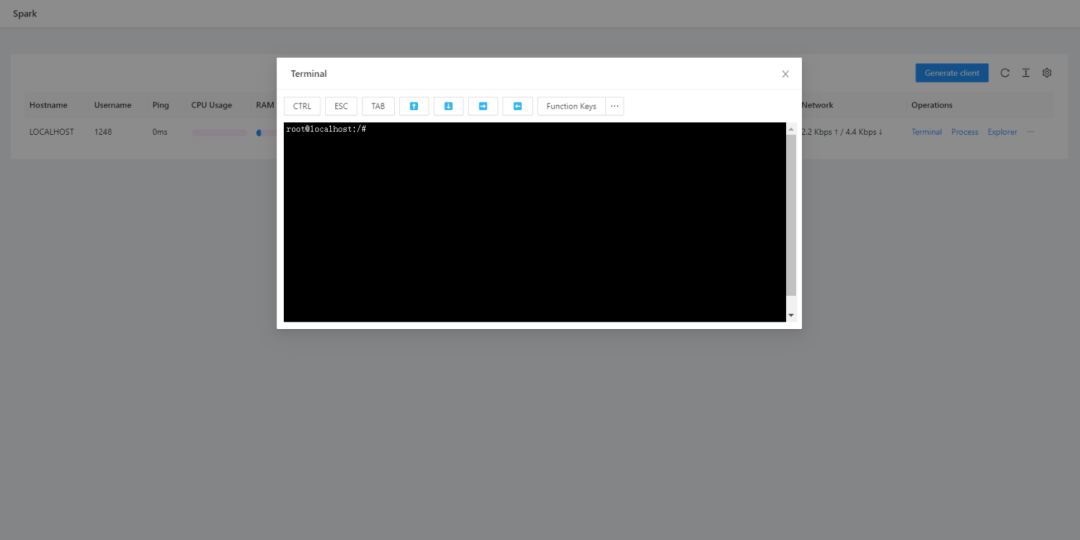 Spark
Terminal
Generate client
CTRL ESC TAB Function Keys ···
Hostname Username Ping CPU Usage RAM Network Operations
LOCALHOST 1248 0ms 2.2 Kbps ↑ / 4.4 Kbps ↓ Terminal Process Explorer ···
root@localhost:/#